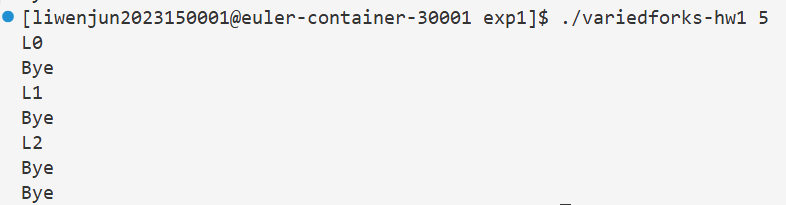 [liwenjun2023150001@euler-container-30001 exp1]$ ./variedforks-hw1 5
L0
Bye
L1
Bye
L2
Bye
Bye